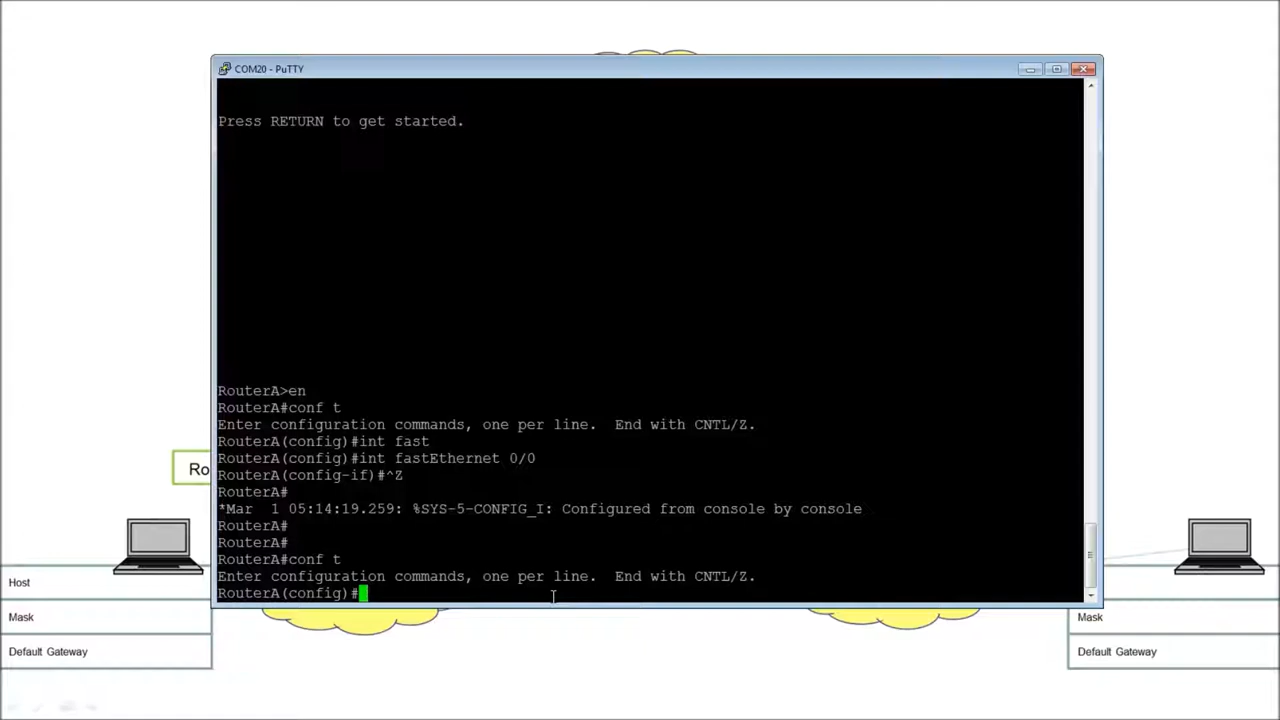 COM20 - PuTTY
Press RETURN to get started.
RouterA>en
RouterA#conf t
Enter configuration commands, one per line.  End with CNTL/Z.
RouterA(config)#int fast
RouterA(config)#int fastEthernet 0/0
RouterA(config-if)#^Z
RouterA#
*Mar  1 05:14:19.259: %SYS-5-CONFIG_I: Configured from console by console
RouterA#
RouterA#
RouterA#conf t
Enter configuration commands, one per line.  End with CNTL/Z.
RouterA(config)#
Ro
Host
Mask
Default Gateway
Mask
Default Gateway